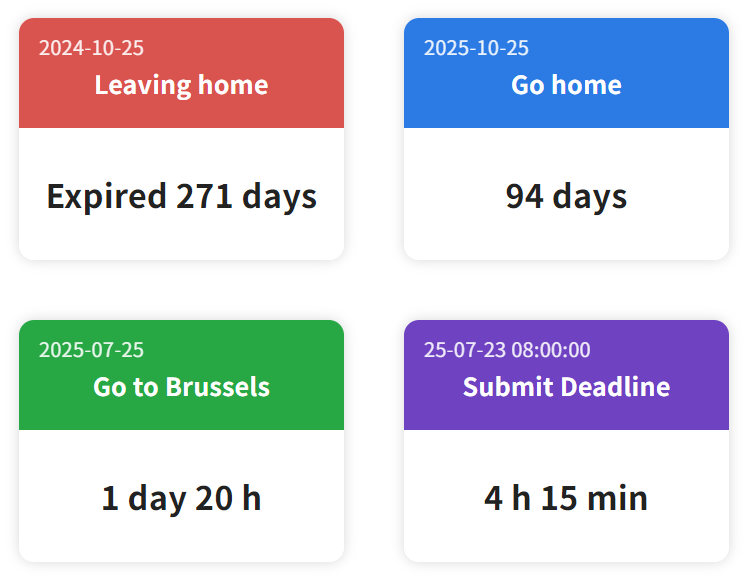 2024-10-25
Leaving home
Expired 271 days
2025-10-25
Go home
94 days
2025-07-25
Go to Brussels
1 day 20 h
25-07-23 08:00:00
Submit Deadline
4 h 15 min